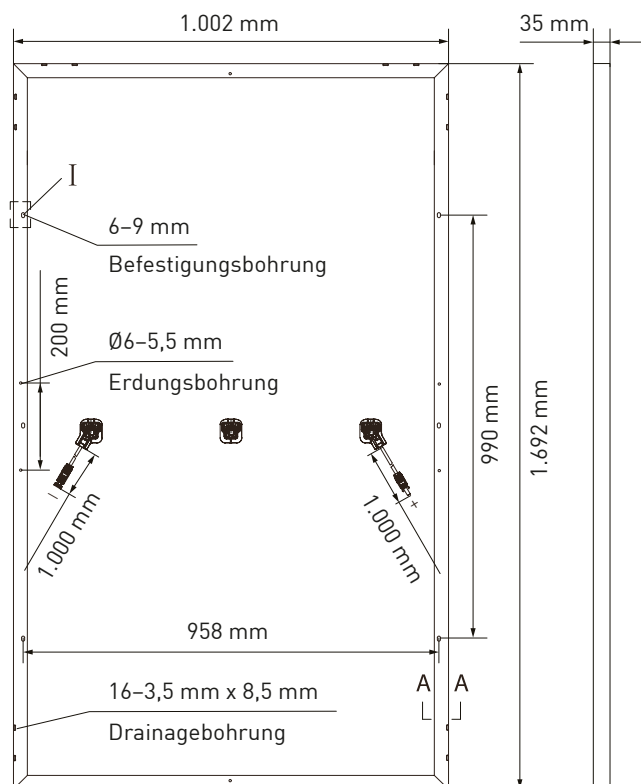 1.002 mm
35 mm
I
6–9 mm
Befestigungsbohrung
200 mm
Ø6–5,5 mm
Erdungsbohrung
990 mm
1.692 mm
–
+
1.000 mm
1.000 mm
958 mm
16–3,5 mm x 8,5 mm
Drainagebohrung
A A